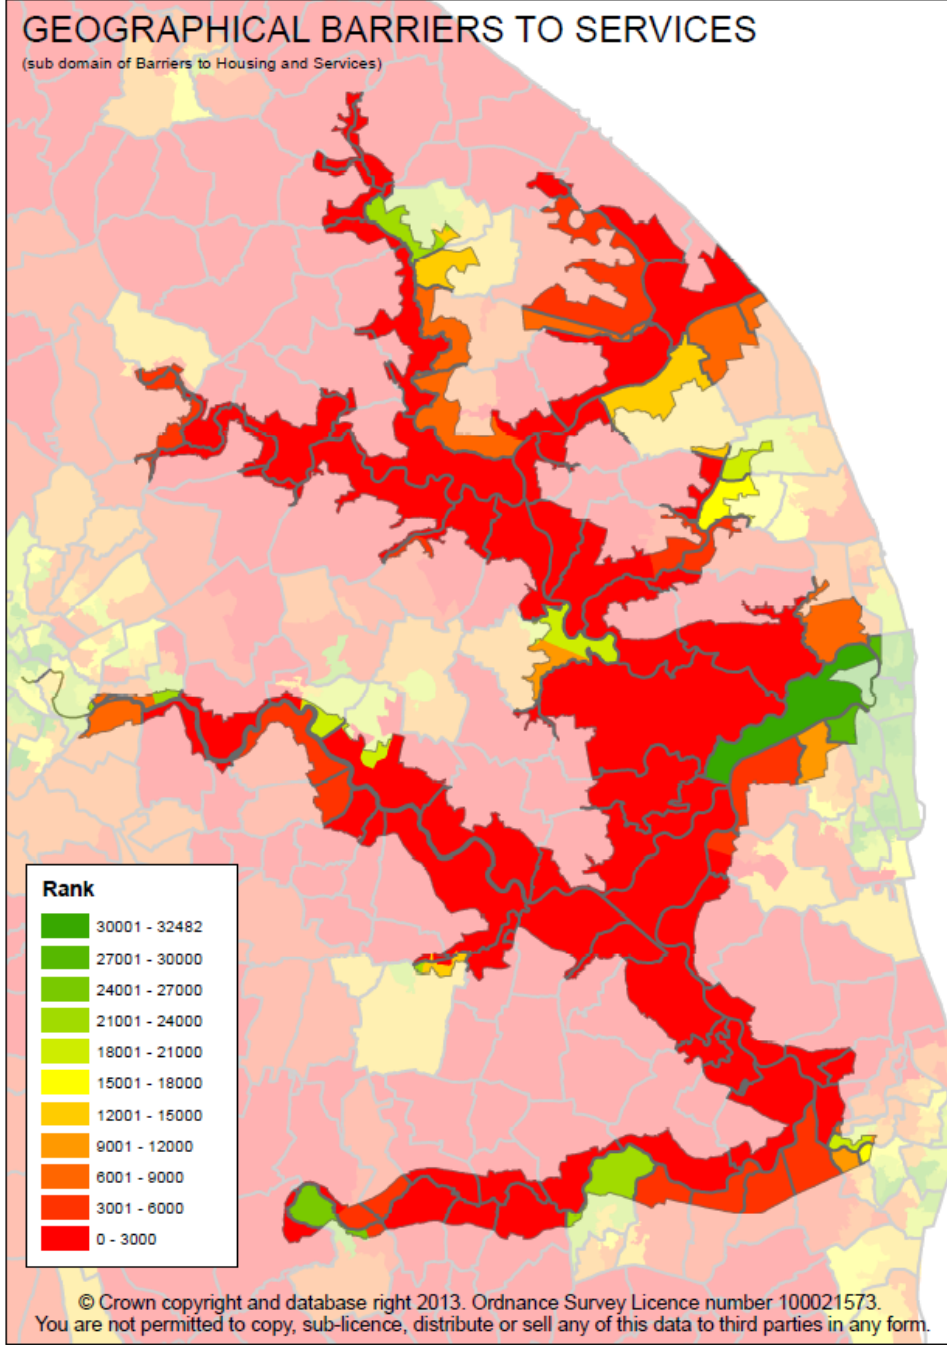 GEOGRAPHICAL BARRIERS TO SERVICES
(sub domain of Barriers to Housing and Services)
Rank
30001 - 32482
27001 - 30000
24001 - 27000
21001 - 24000
18001 - 21000
15001 - 18000
12001 - 15000
9001 - 12000
6001 - 9000
3001 - 6000
0 - 3000
© Crown copyright and database right 2013. Ordnance Survey Licence number 100021573.
You are not permitted to copy, sub-licence, distribute or sell any of this data to third parties in any form.